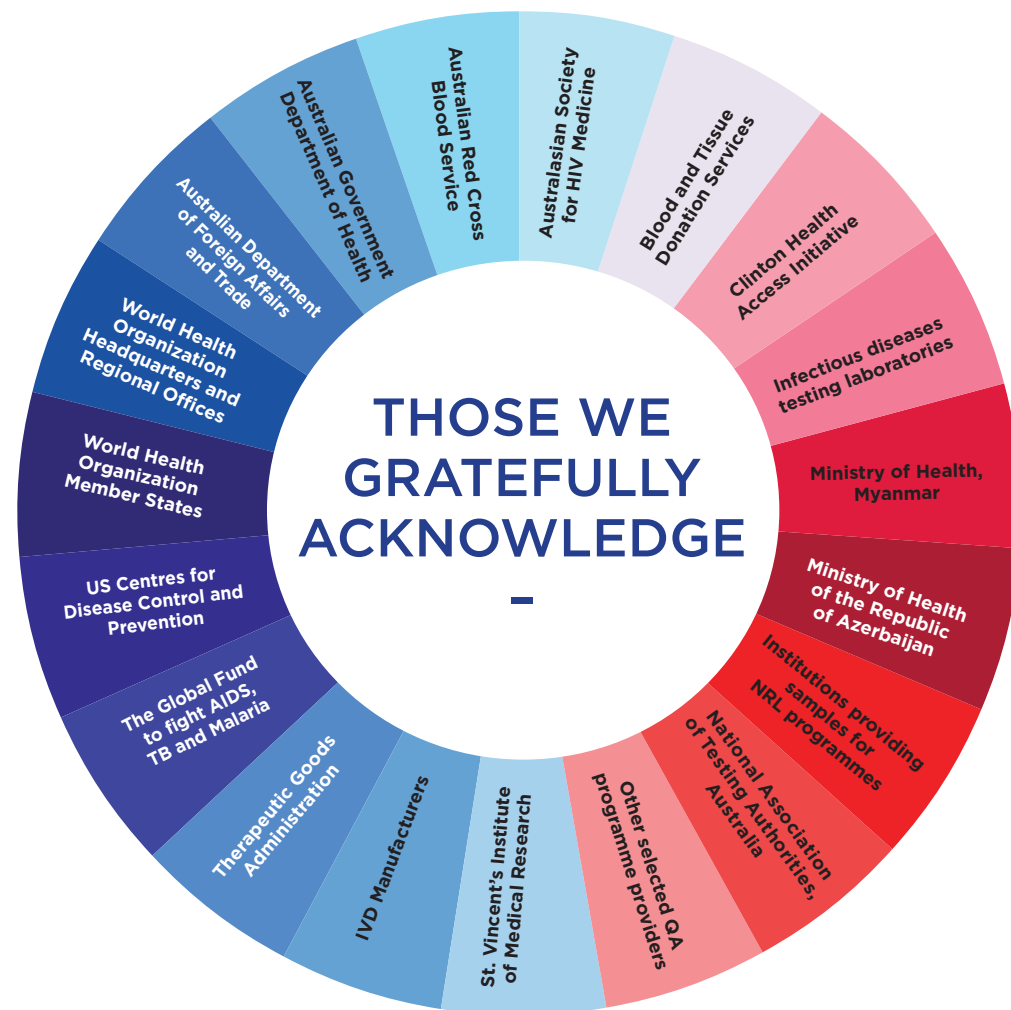 THOSE WE
GRATEFULLY
ACKNOWLEDGE
Australasian Society
for HIV Medicine
Blood and Tissue
Donation Services
Clinton Health
Access Initiative
Infectious diseases
testing laboratories
Ministry of Health,
Myanmar
Ministry of Health
of the Republic
of Azerbaijan
Institutions providing
samples for
NRL programmes
National Association
of Testing Authorities,
Australia
Other selected QA
programme providers
St. Vincent's Institute
of Medical Research
IVD Manufacturers
Therapeutic Goods
Administration
The Global Fund
to fight AIDS,
TB and Malaria
US Centres for
Disease Control and
Prevention
World Health
Organization
Member States
World Health
Organization
Headquarters and
Regional Offices
Australian Department
of Foreign Affairs
and Trade
Australian Government
Department of Health
Australian Red Cross
Blood Service